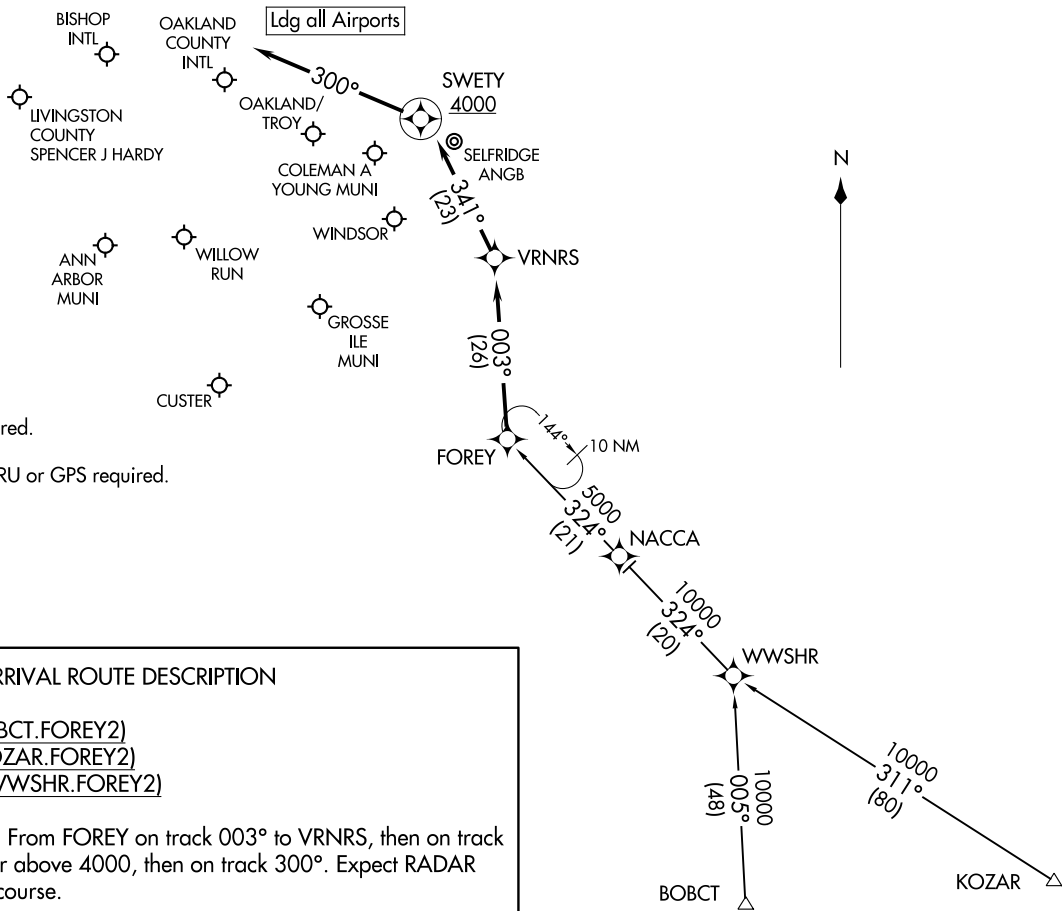 Ldg all Airports
BISHOP
INTL
OAKLAND
COUNTY
INTL
300°
SWETY
4000
LIVINGSTON
COUNTY
SPENCER J HARDY
OAKLAND/
TROY
COLEMAN A
YOUNG MUNI
SELFRIDGE
ANGB
N
341°
(23)
WINDSOR
ANN
ARBOR
MUNI
WILLOW
RUN
VRNRS
GROSSE
ILE
MUNI
003°
(26)
CUSTER
red.
FOREY
144°
10 NM
RU or GPS required.
5000
324°
(21)
NACCA
10000
324°
(20)
WWSHR
RRIVAL ROUTE DESCRIPTION
BCT.FOREY2)
OZAR.FOREY2)
WWSHR.FOREY2)
10000
005°
(48)
10000
311°
(80)
From FOREY on track 003° to VRNRS, then on track
r above 4000, then on track 300°. Expect RADAR
course.
BOBCT
KOZAR